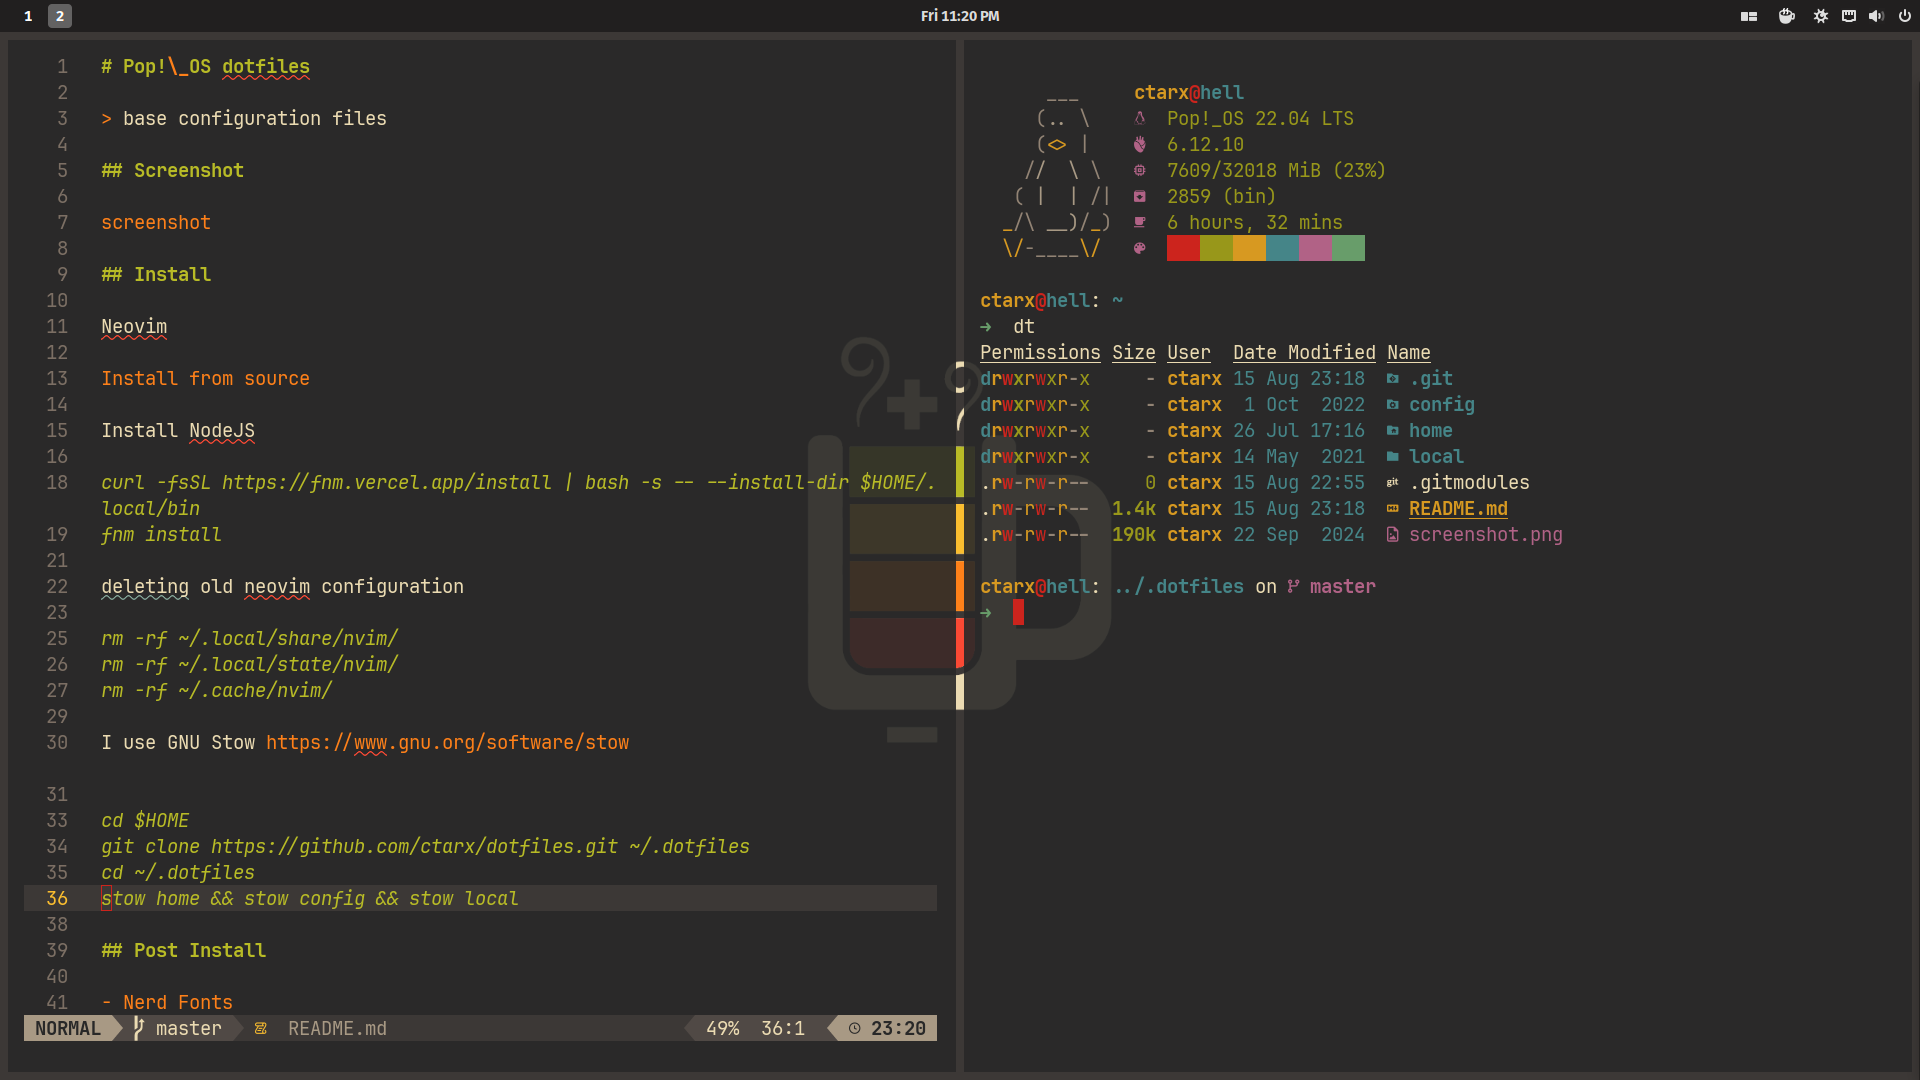 1 2 Fri 11:20 PM
1 # Pop!\_OS dotfiles
2
3 > base configuration files
4
5 ## Screenshot
6
7 screenshot
8
9 ## Install
10
11 Neovim
12
13 Install from source
14
15 Install NodeJS
16
18 curl -fsSL https://fnm.vercel.app/install | bash -s -- --install-dir $HOME/.
local/bin
19 fnm install
21
22 deleting old neovim configuration
23
25 rm -rf ~/.local/share/nvim/
26 rm -rf ~/.local/state/nvim/
27 rm -rf ~/.cache/nvim/
29
30 I use GNU Stow https://www.gnu.org/software/stow
31
33 cd $HOME
34 git clone https://github.com/ctarx/dotfiles.git ~/.dotfiles
35 cd ~/.dotfiles
36 stow home && stow config && stow local
38
39 ## Post Install
40
41 - Nerd Fonts
NORMAL master README.md 49% 36:1 23:20
ctarx@hell
Pop!_OS 22.04 LTS
6.12.10
7609/32018 MiB (23%)
2859 (bin)
6 hours, 32 mins
ctarx@hell: ~
➜ dt
Permissions Size User Date Modified Name
drwxrwxr-x - ctarx 15 Aug 23:18 .git
drwxrwxr-x - ctarx 1 Oct 2022 config
drwxrwxr-x - ctarx 26 Jul 17:16 home
drwxrwxr-x - ctarx 14 May 2021 local
.rw-rw-r-- 0 ctarx 15 Aug 22:55 git .gitmodules
.rw-rw-r-- 1.4k ctarx 15 Aug 23:18 README.md
.rw-rw-r-- 190k ctarx 22 Sep 2024 screenshot.png
ctarx@hell: ../.dotfiles on master
➜